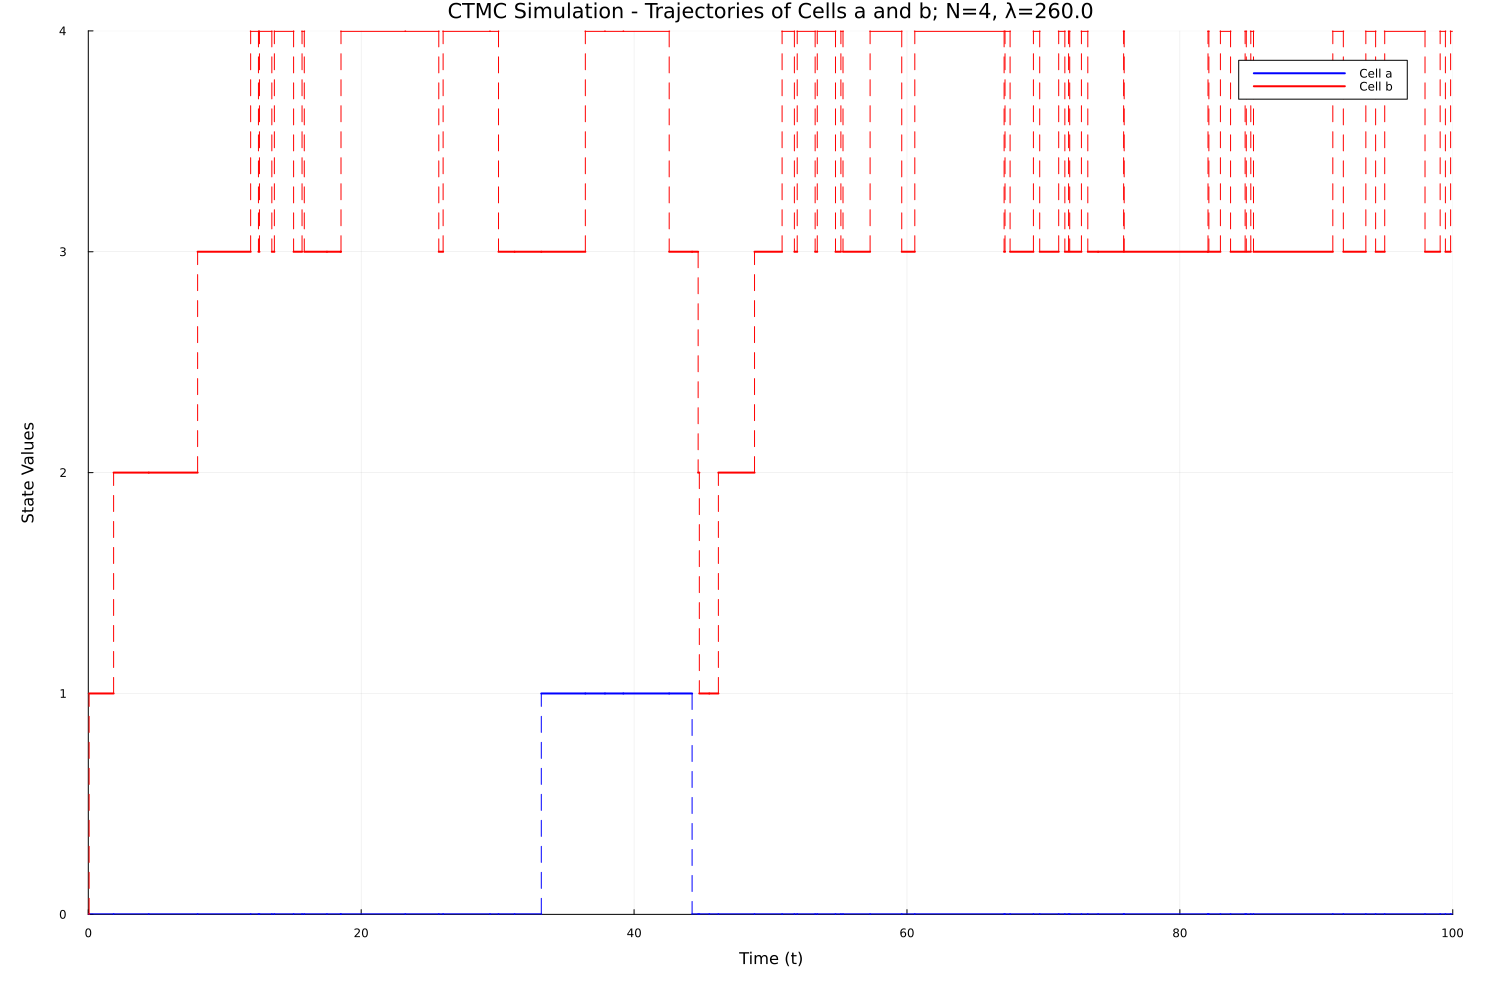 CTMC Simulation - Trajectories of Cells a and b; N=4, λ=260.0
4
Cell a
Cell b
3
State Values
2
1
0
0 20 40 60 80 100
Time (t)